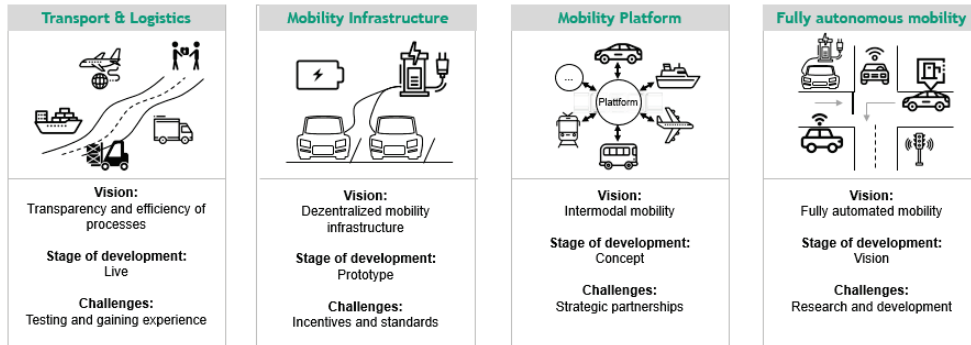 Transport & Logistics
Vision:
Transparency and efficiency of
processes
Stage of development:
Live
Challenges:
Testing and gaining experience
Mobility Infrastructure
Vision:
Dezentralized mobility
infrastructure
Stage of development:
Prototype
Challenges:
Incentives and standards
Mobility Platform
...
Plattform
Vision:
Intermodal mobility
Stage of development:
Concept
Challenges:
Strategic partnerships
Fully autonomous mobility
Vision:
Fully automated mobility
Stage of development:
Vision
Challenges:
Research and development